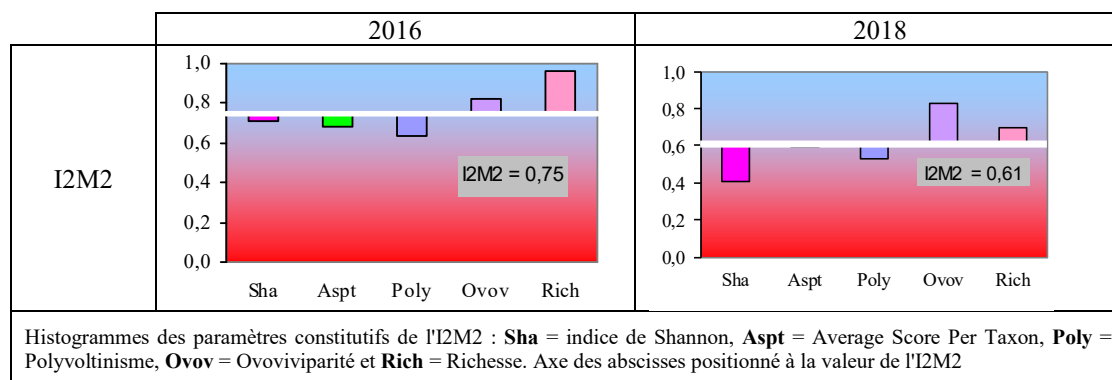 2016
2018
I2M2
1,0
0,8
0,6
0,4
0,2
0,0
I2M2 = 0,75
Sha Aspt Poly Ovov Rich
1,0
0,8
0,6
0,4
0,2
0,0
I2M2 = 0,61
Sha Aspt Poly Ovov Rich
Histogrammes des paramètres constitutifs de l'I2M2 : Sha = indice de Shannon, Aspt = Average Score Per Taxon, Poly =
Polyvoltinisme, Ovov = Ovoviviparité et Rich = Richesse. Axe des abscisses positionné à la valeur de l'I2M2